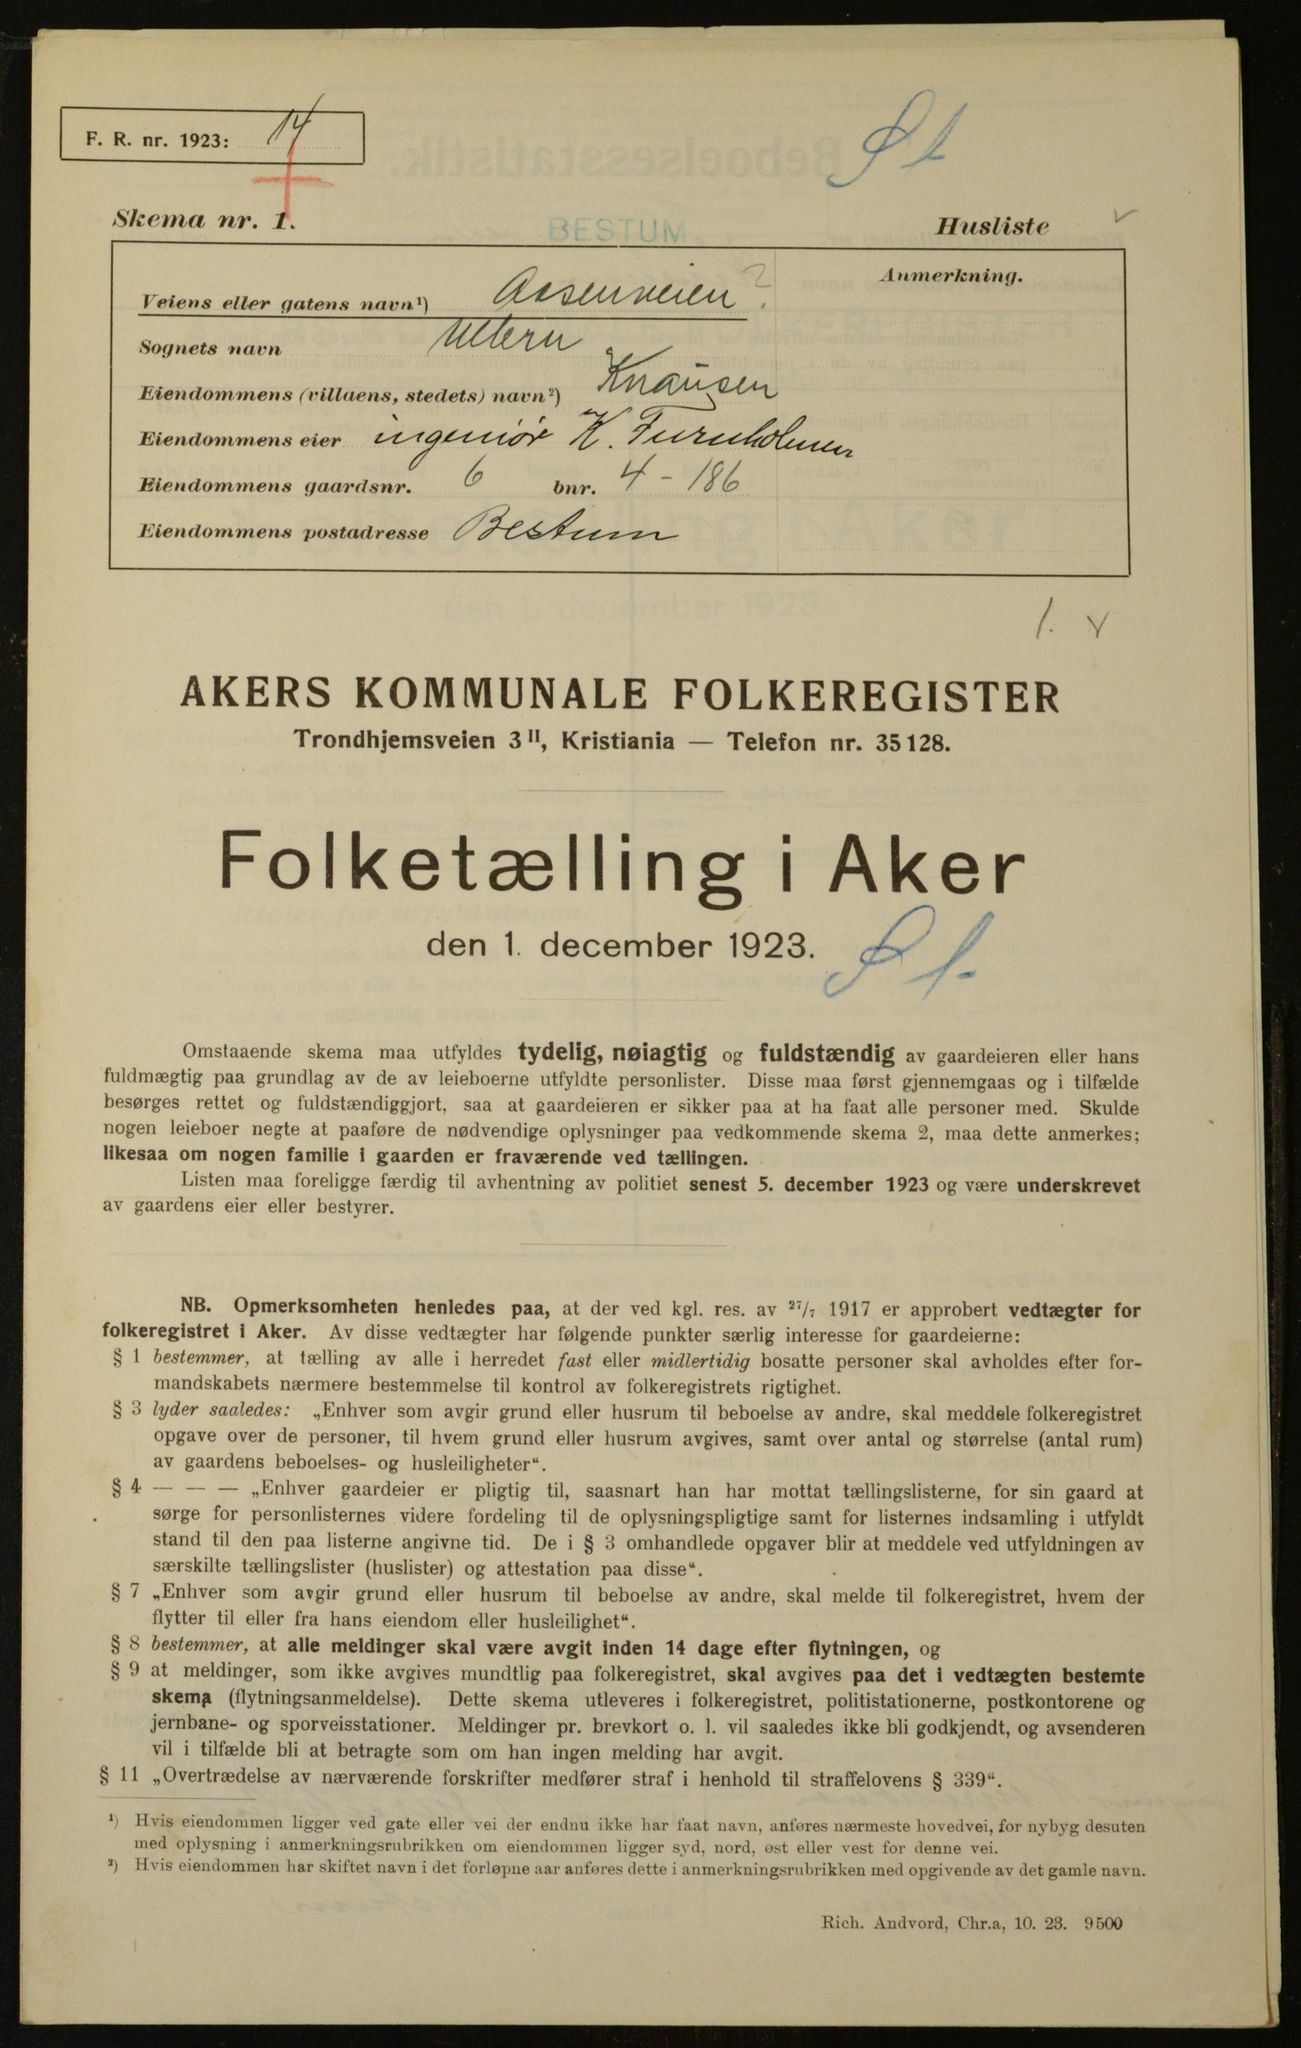 F. R. nr. 1923: 14
Øl
Skema nr. 1.
BESTUM
Husliste
Anmerkning.
Veiens eller gatens navn¹) Aasenveien?
Sognets navn Ullern
Eiendommens (villaens, stedets) navn²) Knausen
Eiendommens eier ingeniør K. Furuholmen
Eiendommens gaardsnr. 6 bnr. 4 - 186
Eiendommens postadresse Bestum
1. v
AKERS KOMMUNALE FOLKEREGISTER
Trondhjemsveien 3 II, Kristiania — Telefon nr. 35128.
Folketælling i Aker
den 1. december 1923.
Øl.
Omstaaende skema maa utfyldes tydelig, nøiagtig og fuldstændig av gaardeieren eller hans
fuldmægtig paa grundlag av de av leieboerne utfyldte personlister. Disse maa først gjennemgaas og i tilfælde
besørges rettet og fuldstændiggjort, saa at gaardeieren er sikker paa at ha faat alle personer med. Skulde
nogen leieboer negte at paaføre de nødvendige oplysninger paa vedkommende skema 2, maa dette anmerkes;
likesaa om nogen familie i gaarden er fraværende ved tællingen.
Listen maa foreligge færdig til avhentning av politiet senest 5. december 1923 og være underskrevet
av gaardens eier eller bestyrer.
NB. Opmerksomheten henledes paa, at der ved kgl. res. av 27/7 1917 er approbert vedtægter for
folkeregistret i Aker. Av disse vedtægter har følgende punkter særlig interesse for gaardeierne:
§ 1 bestemmer, at tælling av alle i herredet fast eller midlertidig bosatte personer skal avholdes efter for-
mandskabets nærmere bestemmelse til kontrol av folkeregistrets rigtighet.
§ 3 lyder saaledes: „Enhver som avgir grund eller husrum til beboelse av andre, skal meddele folkeregistret
opgave over de personer, til hvem grund eller husrum avgives, samt over antal og størrelse (antal rum)
av gaardens beboelses- og husleiligheter“.
§ 4 — — — „Enhver gaardeier er pligtig til, saasnart han har mottat tællingslisterne, for sin gaard at
sørge for personlisternes videre fordeling til de oplysningspligtige samt for listernes indsamling i utfyldt
stand til den paa listerne angivne tid. De i § 3 omhandlede opgaver blir at meddele ved utfyldningen av
særskilte tællingslister (huslister) og attestation paa disse“.
§ 7 „Enhver som avgir grund eller husrum til beboelse av andre, skal melde til folkeregistret, hvem der
flytter til eller fra hans eiendom eller husleilighet“.
§ 8 bestemmer, at alle meldinger skal være avgit inden 14 dage efter flytningen, og
§ 9 at meldinger, som ikke avgives mundtlig paa folkeregistret, skal avgives paa det i vedtægten bestemte
skema (flytningsanmeldelse). Dette skema utleveres i folkeregistret, politistationerne, postkontorene og
jernbane- og sporveisstationer. Meldinger pr. brevkort o. l. vil saaledes ikke bli godkjendt, og avsenderen
vil i tilfælde bli at betragte som om han ingen melding har avgit.
§ 11 „Overtrædelse av nærværende forskrifter medfører straf i henhold til straffelovens § 339“.
¹) Hvis eiendommen ligger ved gate eller vei der endnu ikke har faat navn, anføres nærmeste hovedvei, for nybyg desuten
med oplysning i anmerkningsrubrikken om eiendommen ligger syd, nord, øst eller vest for denne vei.
²) Hvis eiendommen har skiftet navn i det forløpne aar anføres dette i anmerkningsrubrikken med opgivende av det gamle navn.
Rich. Andvord, Chr.a, 10. 23. 9500